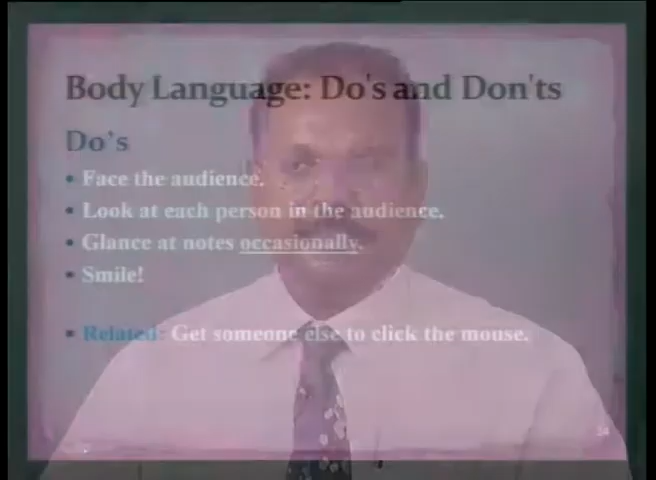 Body Language: Do's and Don'ts
Do's
• Face the audience.
• Look at each person in the audience.
• Glance at notes occasionally.
• Smile!
• Related: Get someone else to click the mouse.